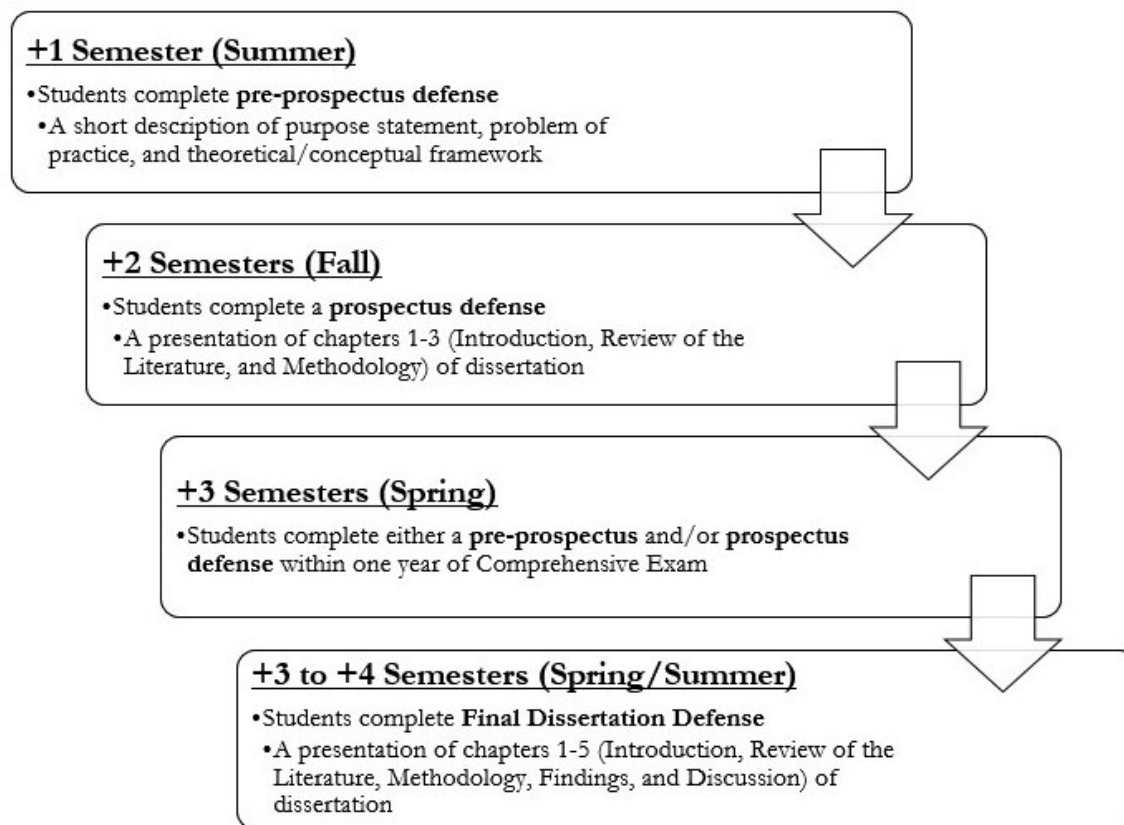 +1 Semester (Summer)
•Students complete pre-prospectus defense
•A short description of purpose statement, problem of
practice, and theoretical/conceptual framework
+2 Semesters (Fall)
•Students complete a prospectus defense
•A presentation of chapters 1-3 (Introduction, Review of the
Literature, and Methodology) of dissertation
+3 Semesters (Spring)
•Students complete either a pre-prospectus and/or prospectus
defense within one year of Comprehensive Exam
+3 to +4 Semesters (Spring/Summer)
•Students complete Final Dissertation Defense
•A presentation of chapters 1-5 (Introduction, Review of the
Literature, Methodology, Findings, and Discussion) of
dissertation